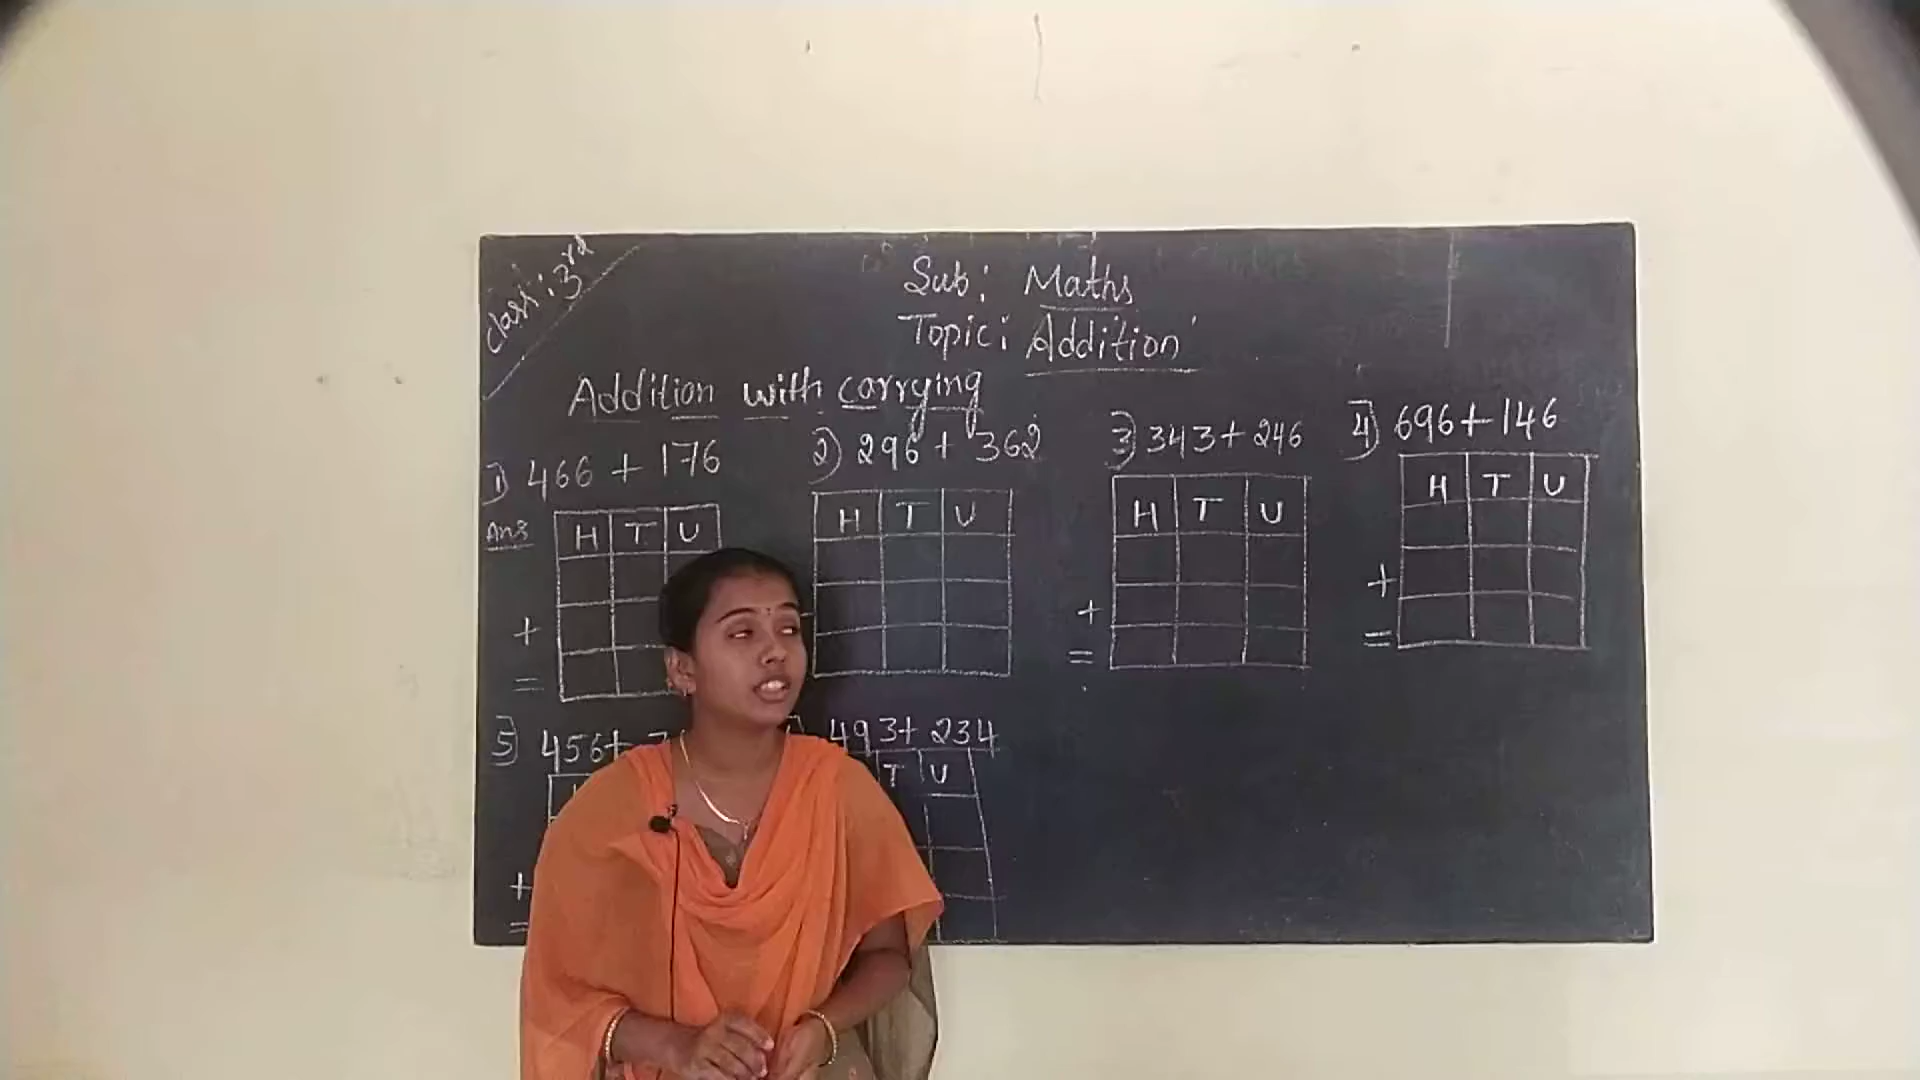 Class: 3rd
Sub: Maths
Topic: Addition
Addition with carrying
1) 466 + 176
2) 296 + 362
3) 343 + 246
4) 696 + 146
Ans
H T U
H T U
H T U
H T U
+
=
+
=
+
=
5) 456 +
493 + 234
T U
+
=